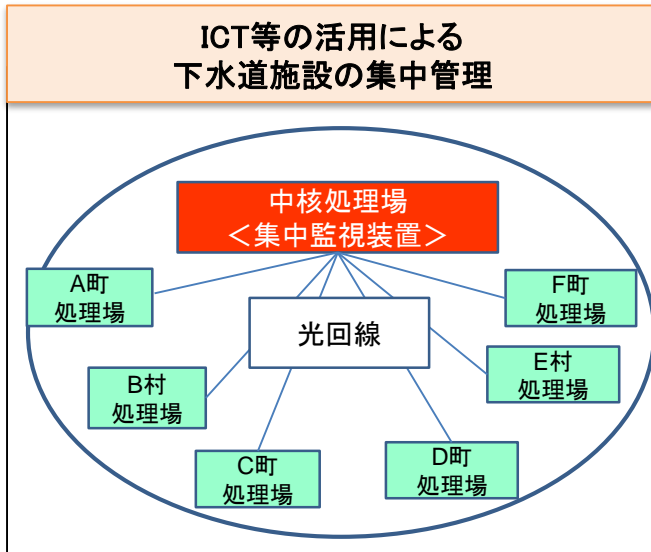 ICT等の活用による
下水道施設の集中管理
中核処理場
＜集中監視装置＞
A町
処理場
F町
処理場
光回線
B村
処理場
E村
処理場
C町
処理場
D町
処理場